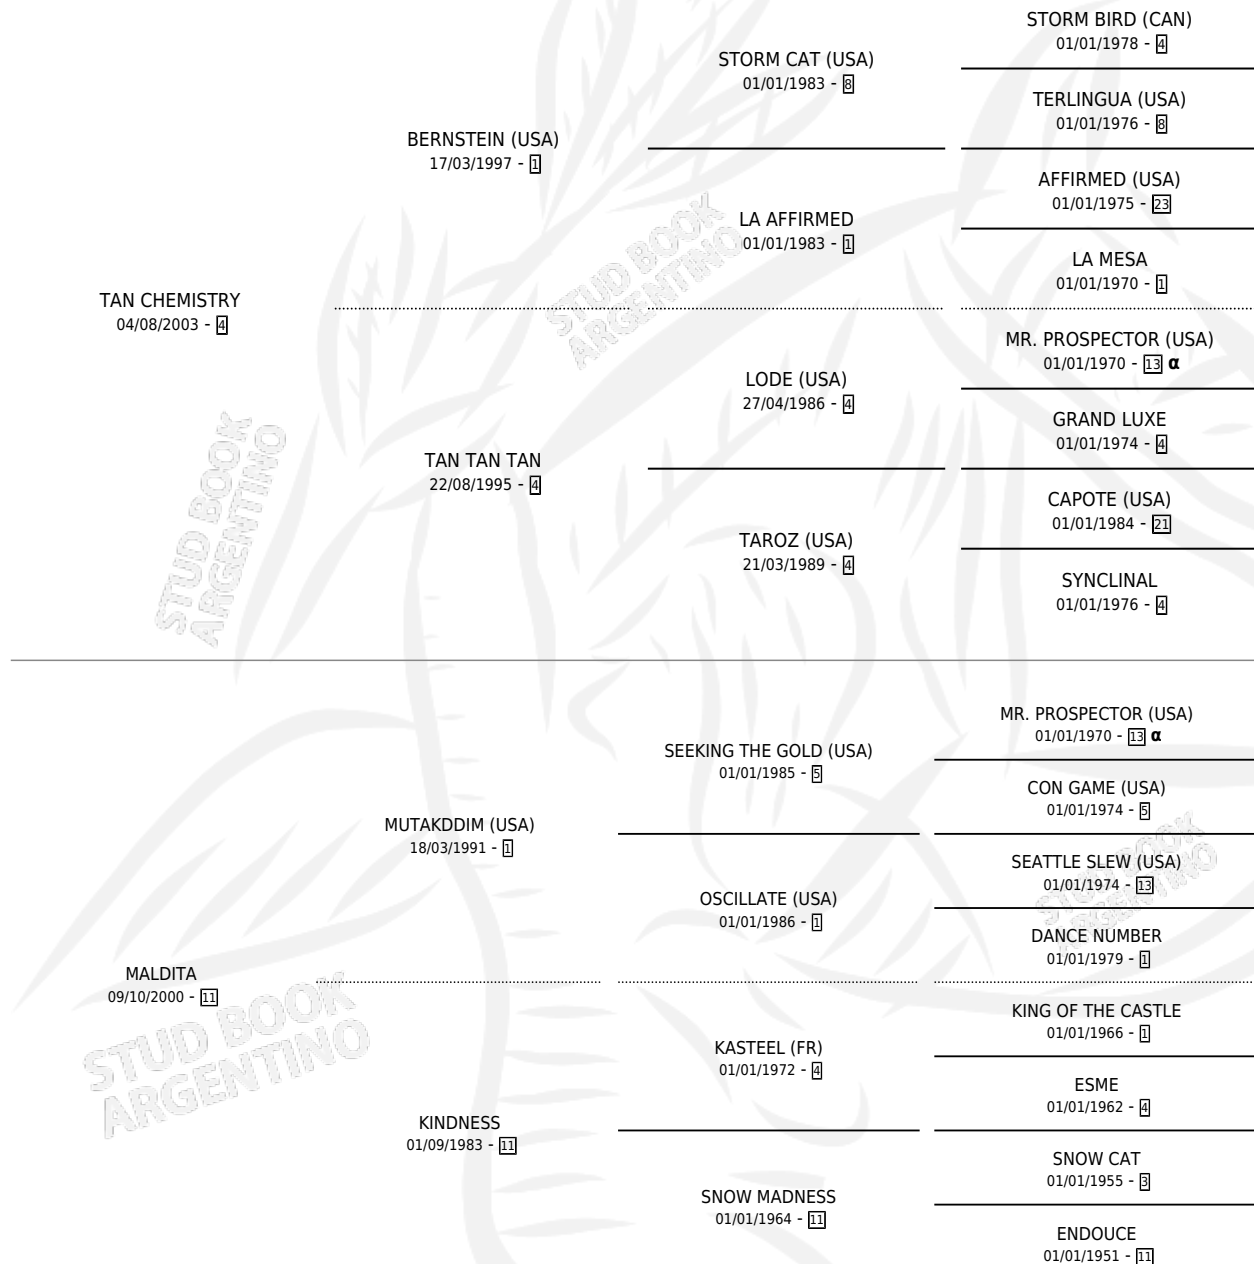 STORM BIRD (CAN)
01/01/1978 - 4
STORM CAT (USA)
01/01/1983 - 8
TERLINGUA (USA)
01/01/1976 - 8
BERNSTEIN (USA)
17/03/1997 - 1
AFFIRMED (USA)
01/01/1975 - 23
LA AFFIRMED
01/01/1983 - 1
LA MESA
01/01/1970 - 1
STUD BOOK
ARGENTINO
TAN CHEMISTRY
04/08/2003 - 4
MR. PROSPECTOR (USA)
01/01/1970 - 13 α
LODE (USA)
27/04/1986 - 4
GRAND LUXE
01/01/1974 - 4
TAN TAN TAN
22/08/1995 - 4
CAPOTE (USA)
01/01/1984 - 21
TAROZ (USA)
21/03/1989 - 4
SYNCLINAL
01/01/1976 - 4
STUD BOOK
ARGENTINO
MR. PROSPECTOR (USA)
01/01/1970 - 13 α
SEEKING THE GOLD (USA)
01/01/1985 - 5
CON GAME (USA)
01/01/1974 - 5
MUTAKDDIM (USA)
18/03/1991 - 1
SEATTLE SLEW (USA)
01/01/1974 - 13
OSCILLATE (USA)
01/01/1986 - 1
DANCE NUMBER
01/01/1979 - 1
STUD BOOK
ARGENTINO
MALDITA
09/10/2000 - 11
KING OF THE CASTLE
01/01/1966 - 1
KASTEEL (FR)
01/01/1972 - 4
ESME
01/01/1962 - 4
STUD BOOK
ARGENTINO
KINDNESS
01/09/1983 - 11
SNOW CAT
01/01/1955 - 3
SNOW MADNESS
01/01/1964 - 11
ENDOUCE
01/01/1951 - 11